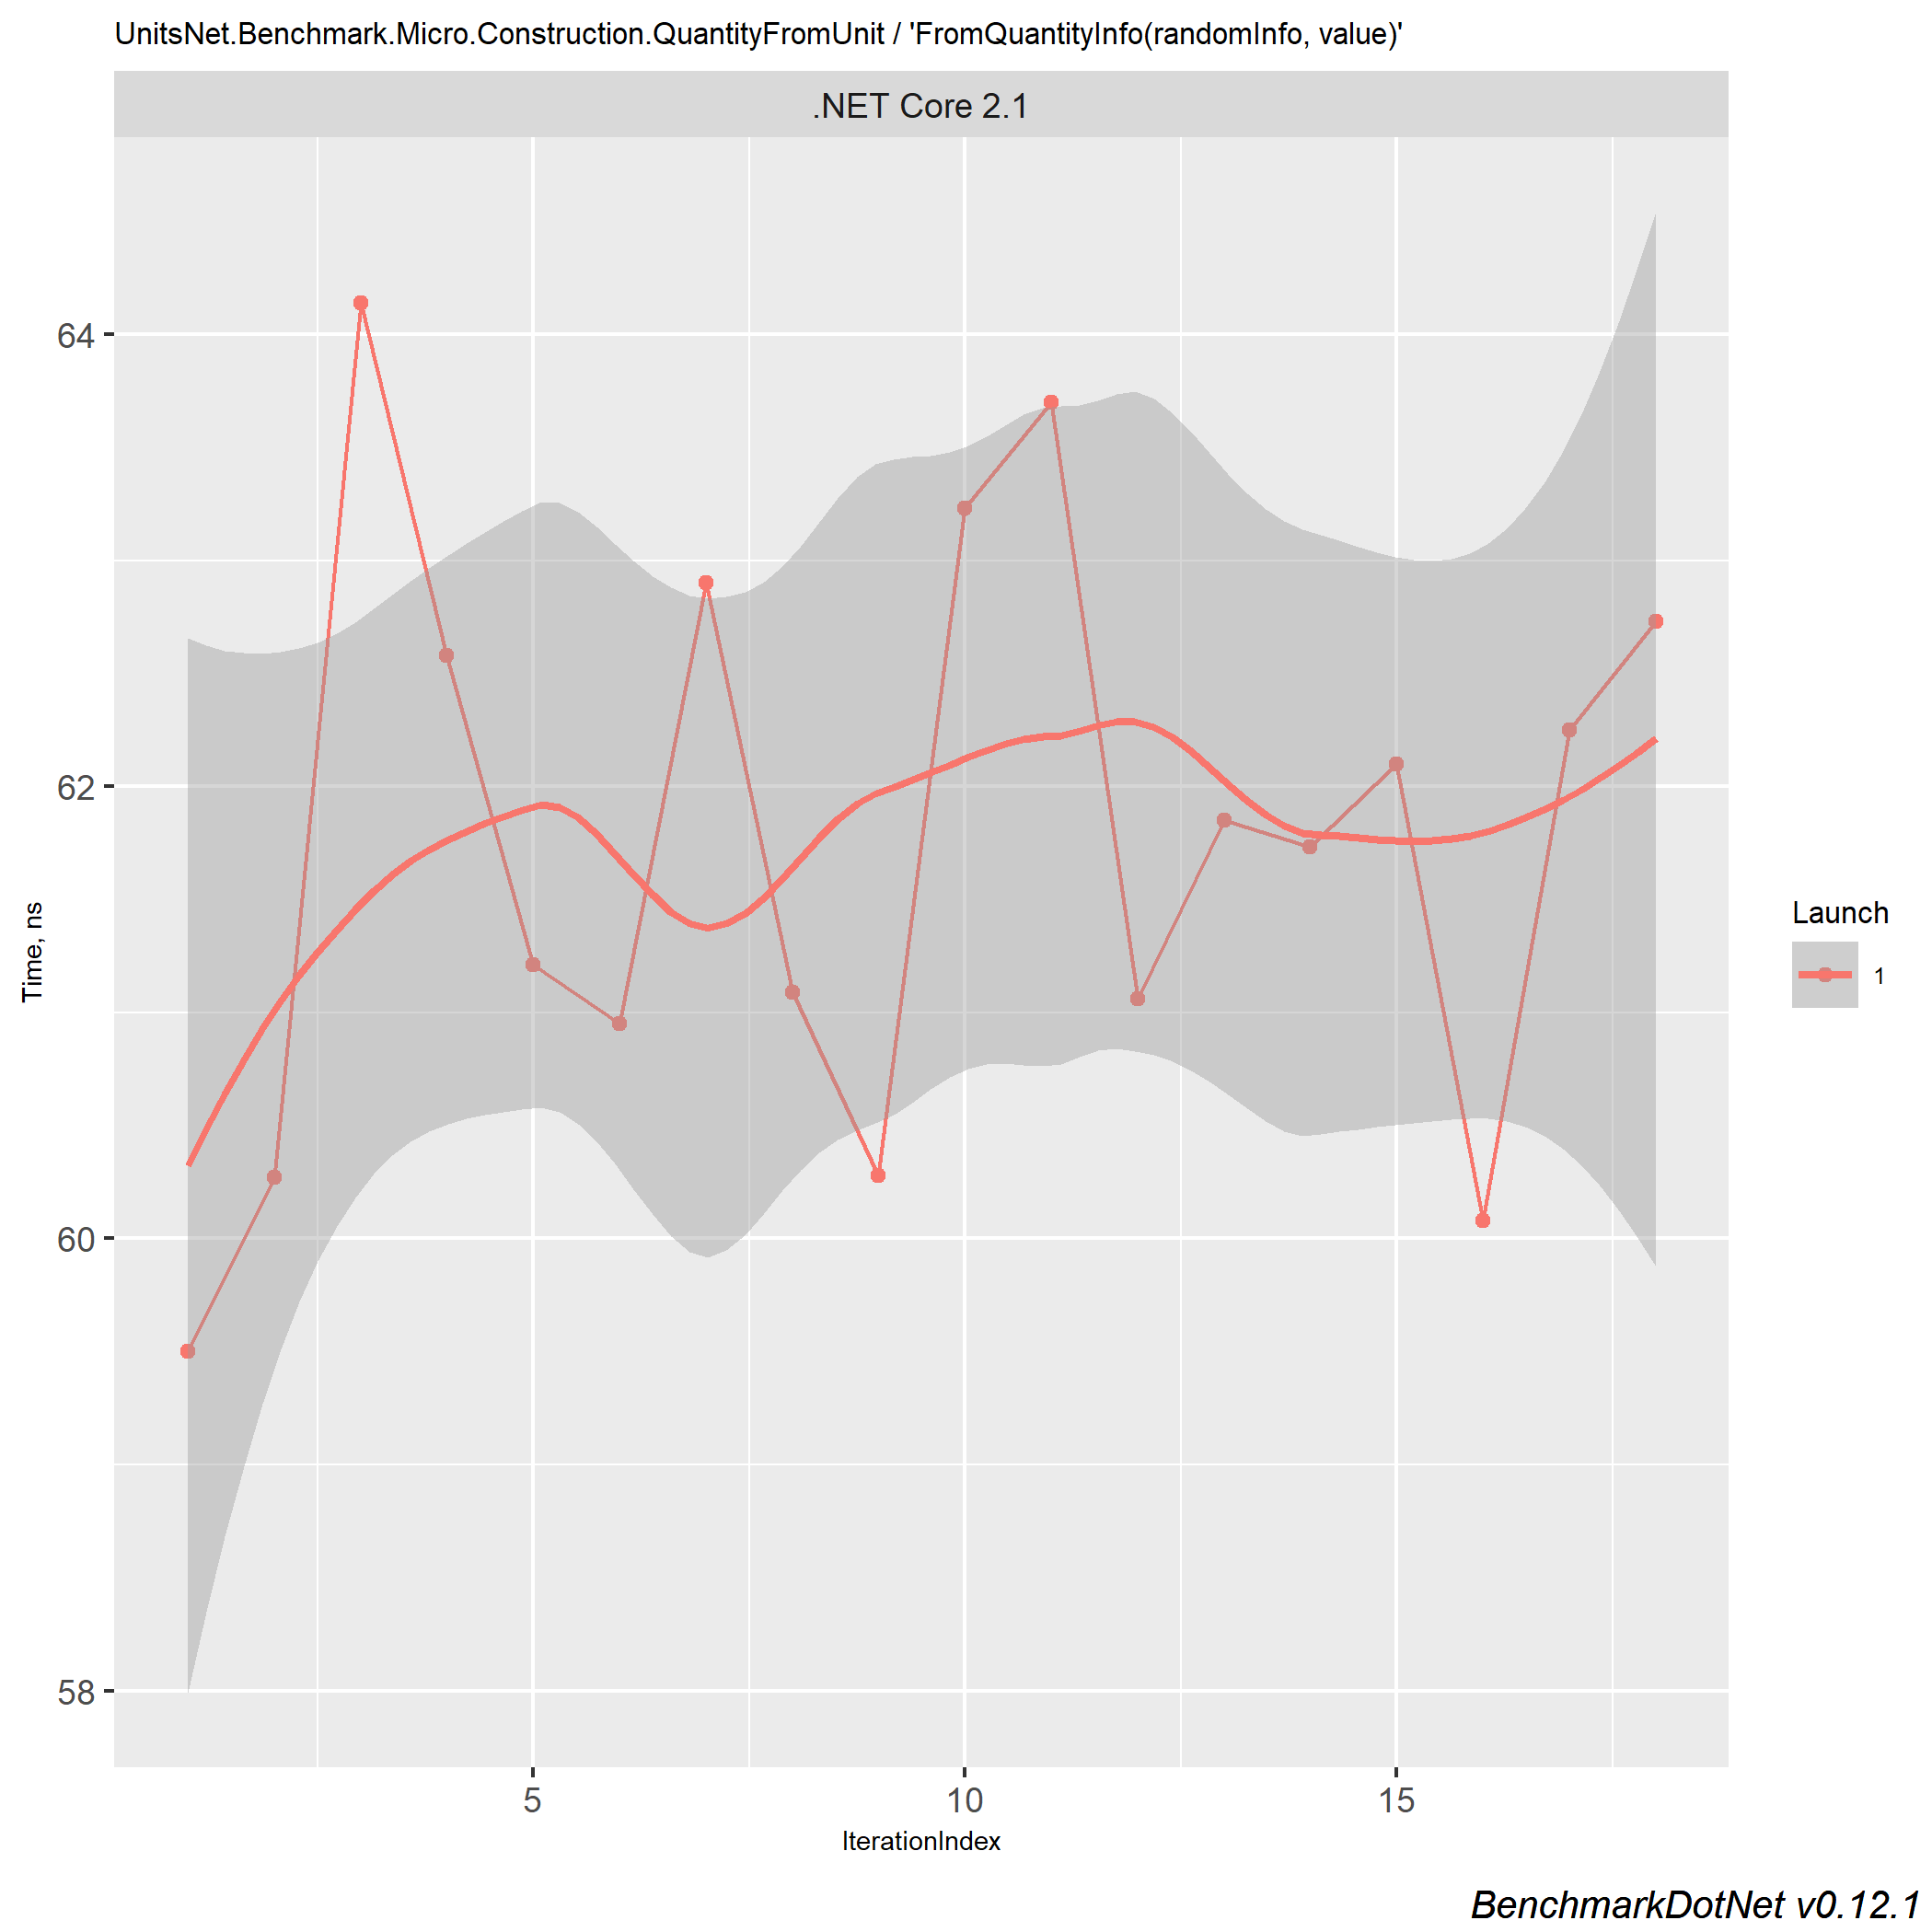 UnitsNet.Benchmark.Micro.Construction.QuantityFromUnit / 'FromQuantityInfo(randomInfo, value)'
.NET Core 2.1
64
62
60
58
Time, ns
5 10 15
IterationIndex
Launch
1
BenchmarkDotNet v0.12.1